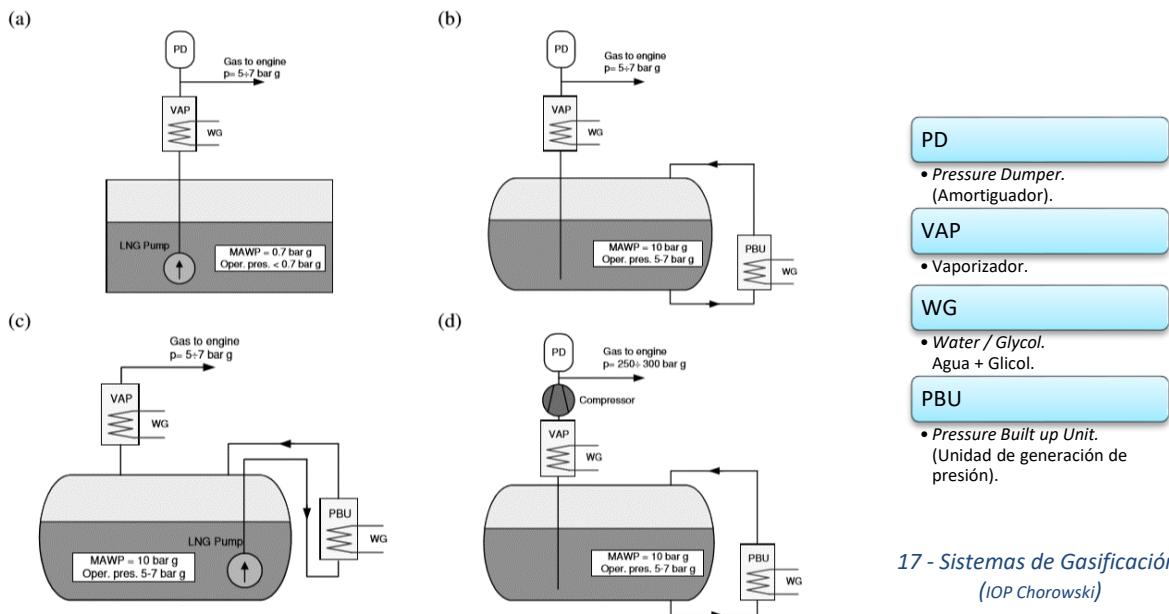 (a)
PD
Gas to engine
p= 5÷7 bar g
VAP
WG
LNG Pump
MAWP = 0.7 bar g
Oper. pres. < 0.7 bar g
(b)
PD
Gas to engine
p= 5÷7 bar g
VAP
WG
MAWP = 10 bar g
Oper. pres. 5-7 bar g
PBU
WG
(c)
Gas to engine
p= 5÷7 bar g
VAP
WG
LNG Pump
MAWP = 10 bar g
Oper. pres. 5-7 bar g
PBU
WG
(d)
PD
Gas to engine
p= 250÷ 300 bar g
Compressor
VAP
WG
MAWP = 10 bar g
Oper. pres. 5-7 bar g
PBU
WG
PD
• Pressure Dumper.
(Amortiguador).
VAP
• Vaporizador.
WG
• Water / Glycol.
Agua + Glicol.
PBU
• Pressure Built up Unit.
(Unidad de generación de
presión).
17 - Sistemas de Gasificación
(IOP Chorowski)